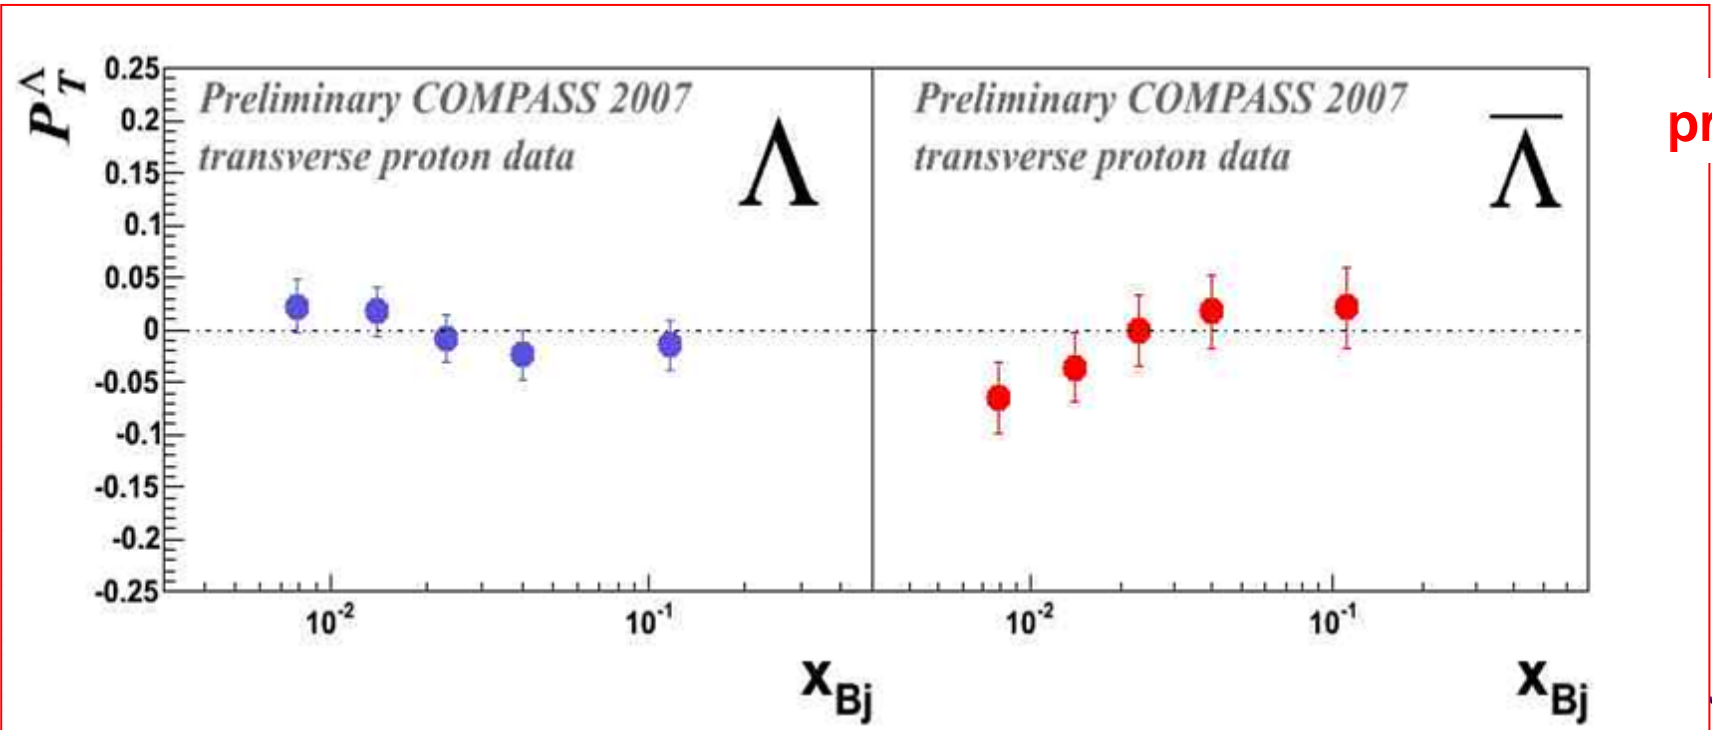 P_T^Λ
Preliminary COMPASS 2007
transverse proton data
Λ
Preliminary COMPASS 2007
transverse proton data
Λ̅
0.25
0.2
0.15
0.1
0.05
0
-0.05
-0.1
-0.15
-0.2
-0.25
10⁻² 10⁻¹ 10⁻² 10⁻¹
x_Bj x_Bj
pr